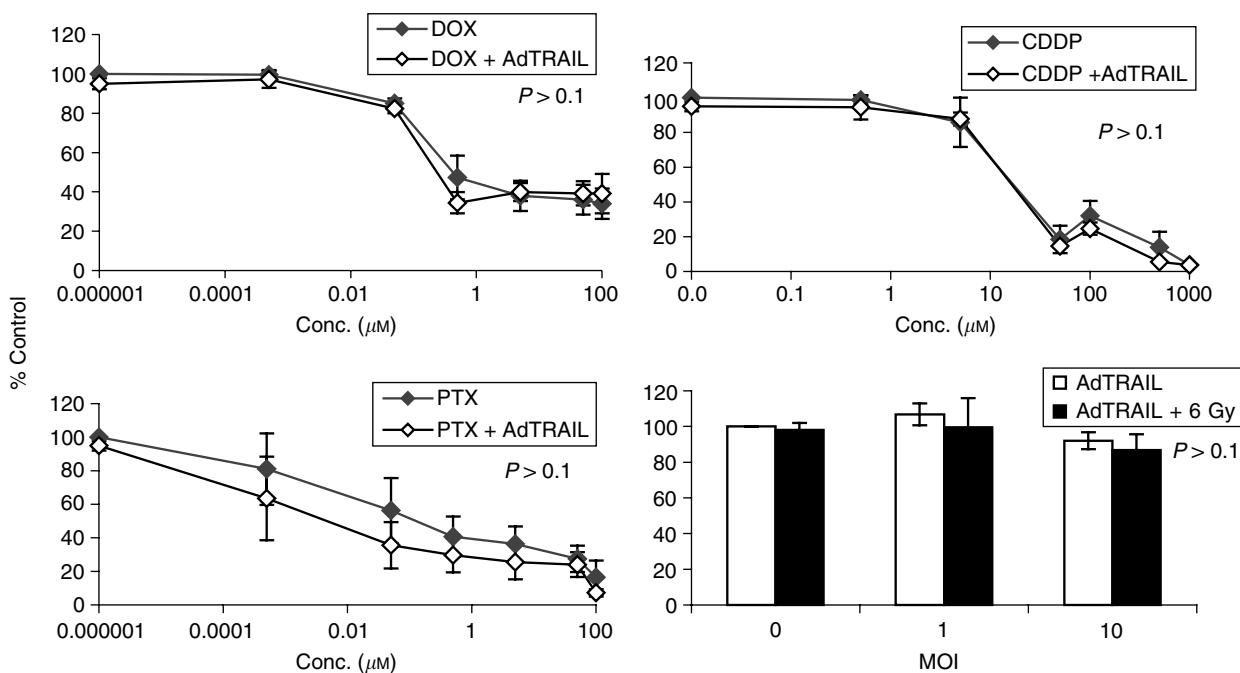 DOX
DOX + AdTRAIL
P > 0.1
120
100
80
60
40
20
0
0.000001
0.0001
0.01
1
100
Conc. (μM)
CDDP
CDDP +AdTRAIL
P > 0.1
120
100
80
60
40
20
0
0.0
0.1
1
10
100
1000
Conc. (μM)
% Control
PTX
PTX + AdTRAIL
P > 0.1
120
100
80
60
40
20
0
0.000001
0.0001
0.01
1
100
Conc. (μM)
AdTRAIL
AdTRAIL + 6 Gy
P > 0.1
120
100
80
60
40
20
0
0
1
10
MOI